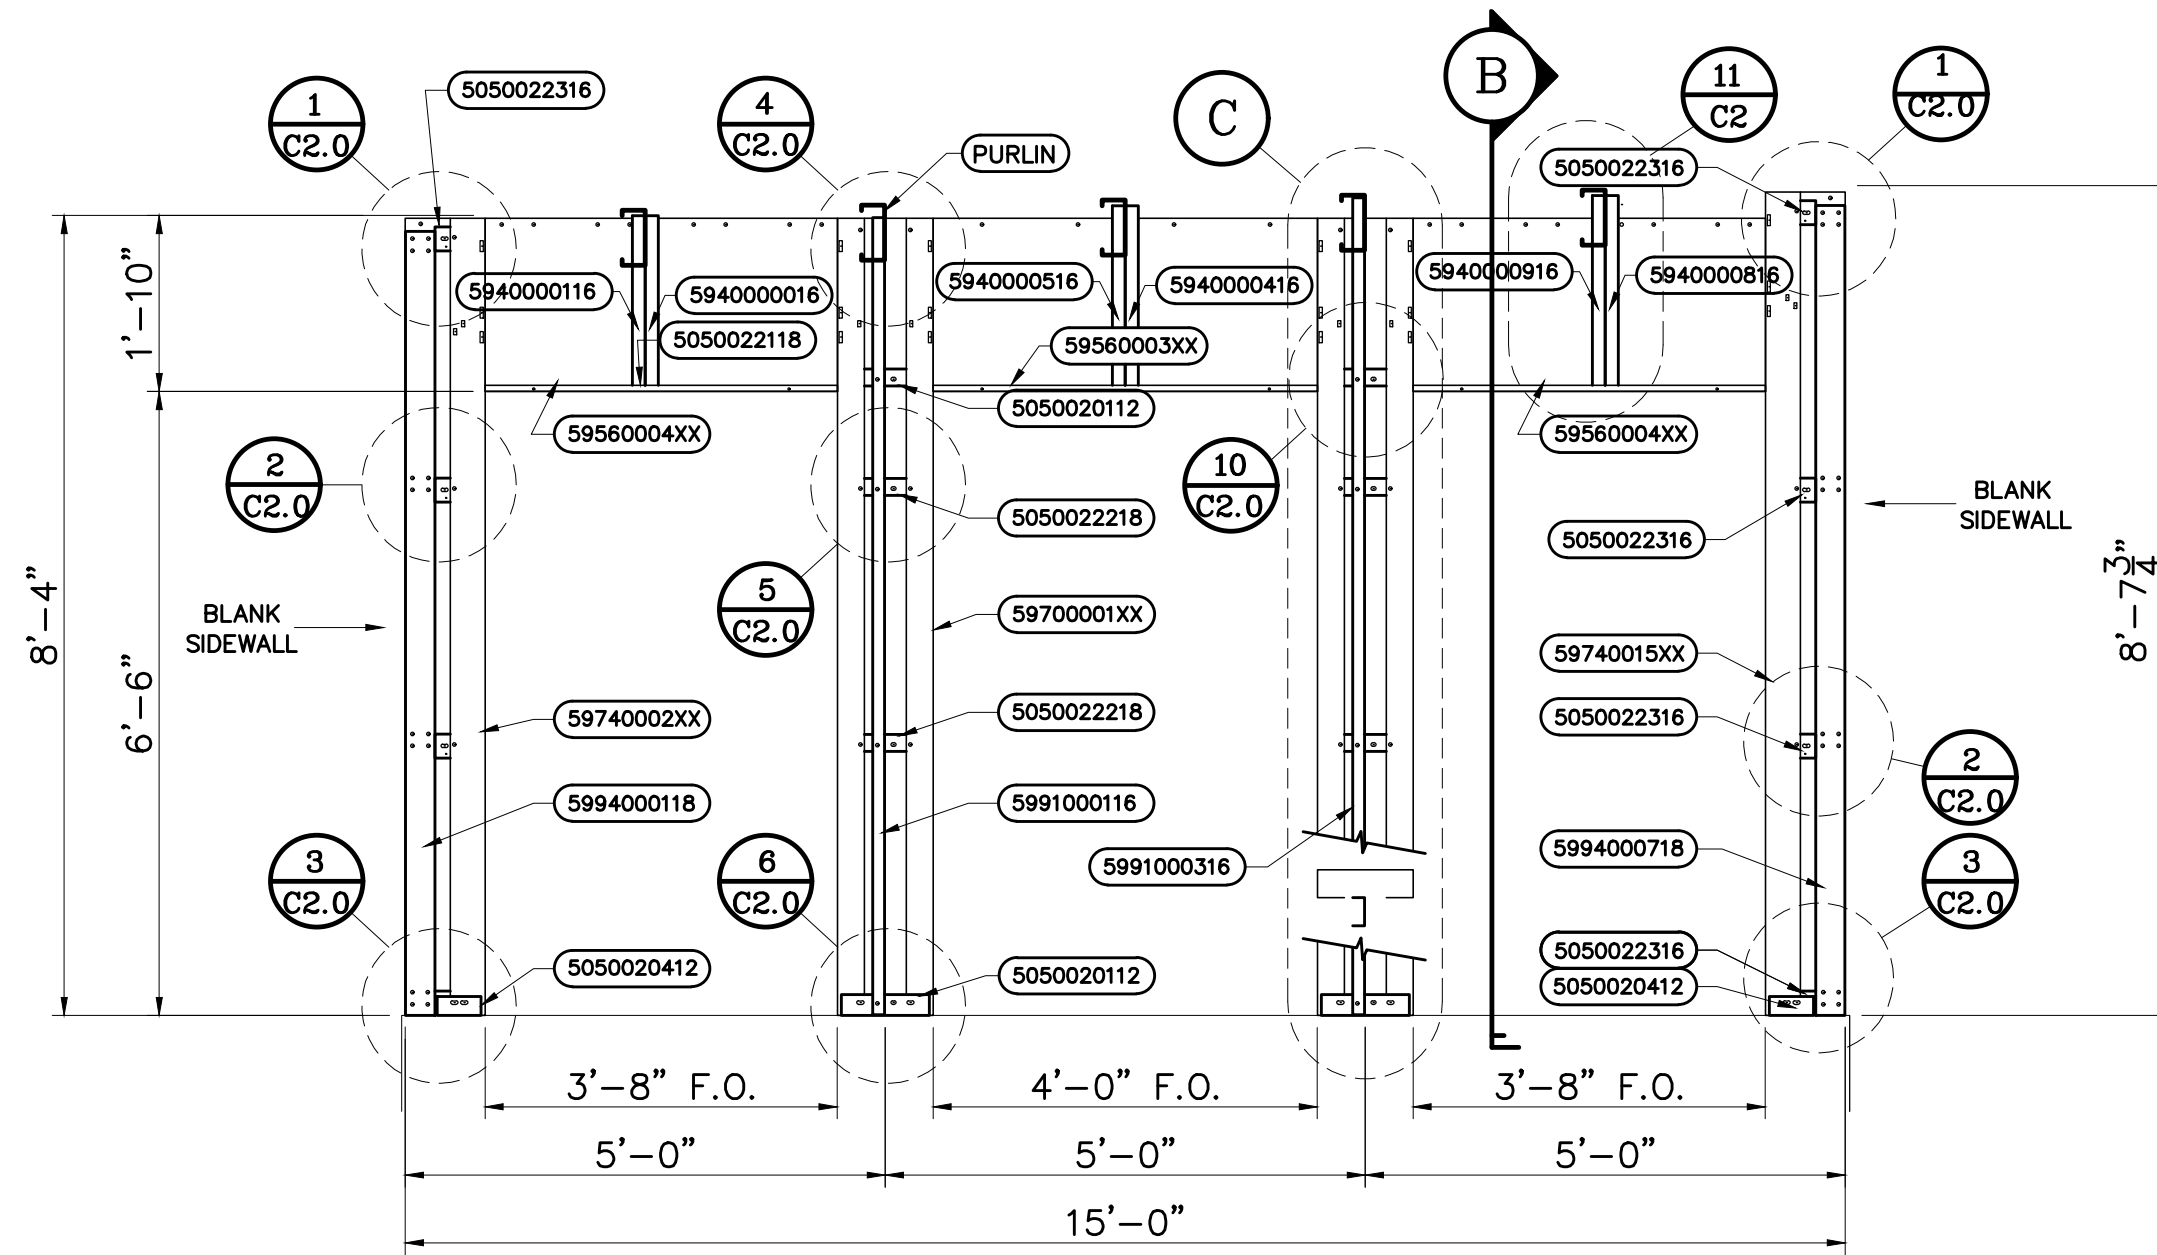 1
C2.0
5050022316
4
C2.0
PURLIN
C
B
11
C2
1
C2.0
5050022316
5940000116
5940000016
5050022118
5940000516
5940000416
59560003XX
5940000916
5940000816
1'-10"
8'-4"
6'-6"
59560004XX
5050020112
59560004XX
2
C2.0
10
C2.0
5050022218
5050022316
BLANK
SIDEWALL
8'-7 3/4"
BLANK
SIDEWALL
5
C2.0
59700001XX
59740015XX
59740002XX
5050022218
5050022316
2
C2.0
5994000118
5991000116
5991000316
5994000718
3
C2.0
6
C2.0
3
C2.0
5050020412
5050020112
5050022316
5050020412
3'-8" F.O.
4'-0" F.O.
3'-8" F.O.
5'-0"
5'-0"
5'-0"
15'-0"